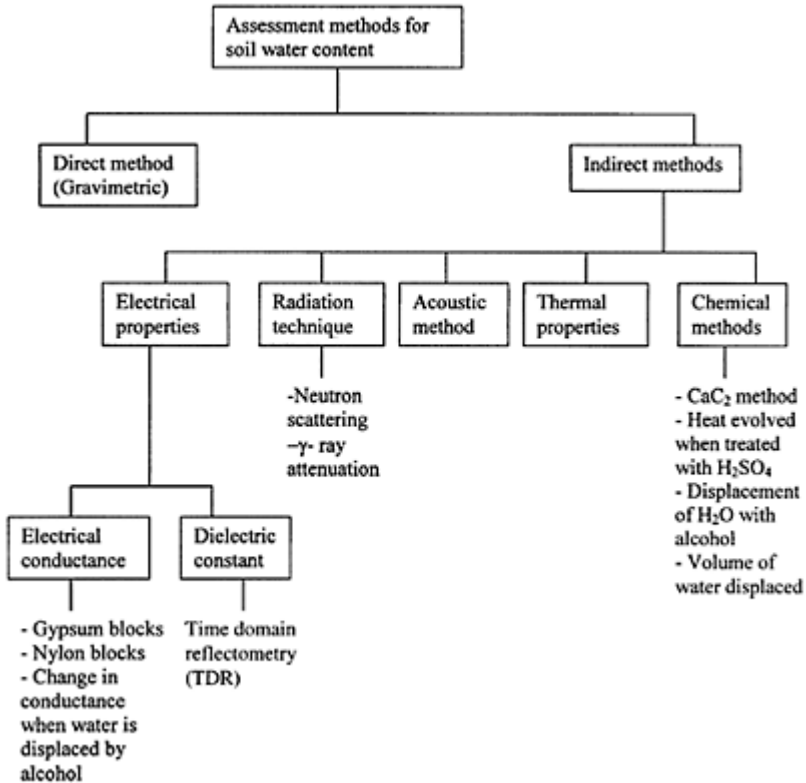 Assessment methods for
soil water content
Direct method
(Gravimetric)
Indirect methods
Electrical
properties
Radiation
technique
Acoustic
method
Thermal
properties
Chemical
methods
-Neutron
scattering
–γ- ray
attenuation
- CaC₂ method
- Heat evolved
when treated
with H₂SO₄
- Displacement
of H₂O with
alcohol
- Volume of
water displaced
Electrical
conductance
Dielectric
constant
- Gypsum blocks
- Nylon blocks
- Change in
conductance
when water is
displaced by
alcohol
Time domain
reflectometry
(TDR)